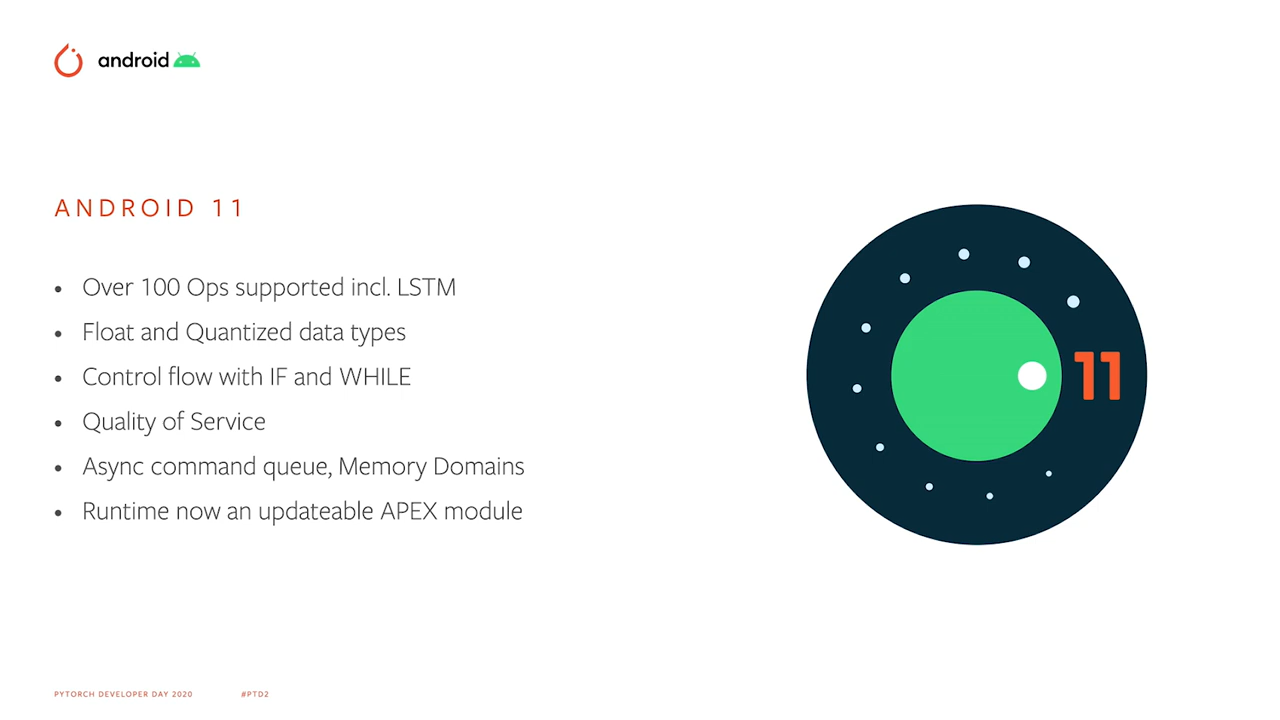 android
ANDROID 11
• Over 100 Ops supported incl. LSTM
• Float and Quantized data types
• Control flow with IF and WHILE
• Quality of Service
• Async command queue, Memory Domains
• Runtime now an updateable APEX module
11
PYTORCH DEVELOPER DAY 2020 #PTD2